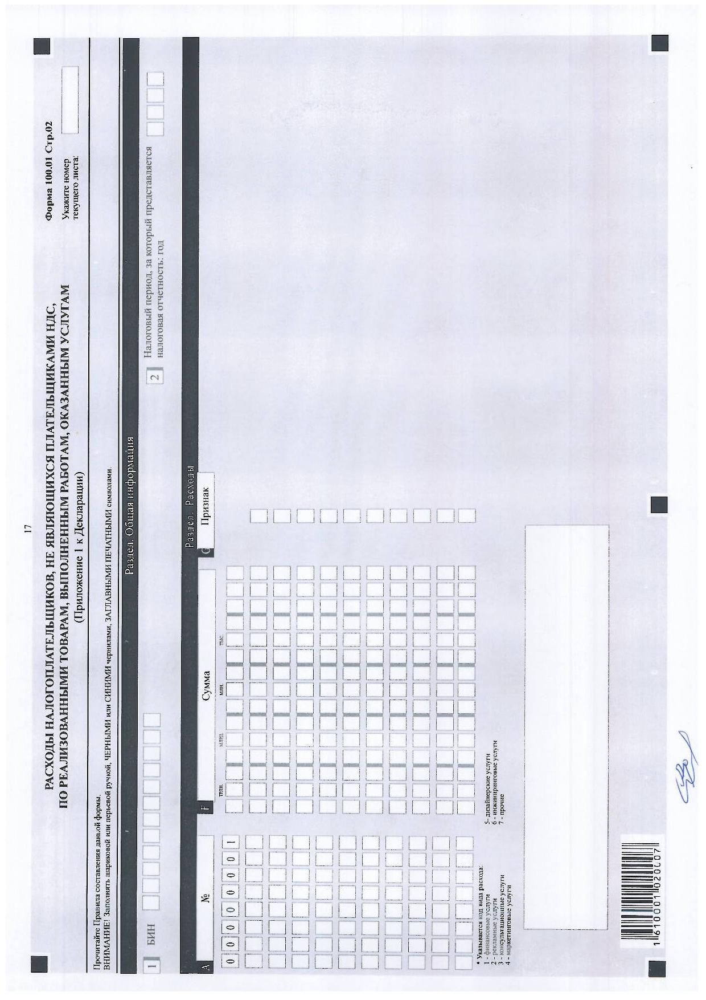 17
РАСХОДЫ НАЛОГОПЛАТЕЛЬЩИКОВ, НЕ ЯВЛЯЮЩИХСЯ ПЛАТЕЛЬЩИКАМИ НДС,
ПО РЕАЛИЗОВАННЫМИ ТОВАРАМ, ВЫПОЛНЕННЫМ РАБОТАМ, ОКАЗАННЫМ УСЛУГАМ
(Приложение 1 к Декларации)
Форма 100.01 Стр.02
Укажите номер
текущего листа:
Прочитайте Правила составления данной формы.
ВНИМАНИЕ! Заполнять шариковой или перьевой ручкой, ЧЕРНЫМИ или СИНИМИ чернилами, ЗАГЛАВНЫМИ ПЕЧАТНЫМИ символами.
Раздел. Общая информация
1 БИН
2 Налоговый период, за который представляется
налоговая отчетность: год
Раздел. Расходы
A № F Сумма G Признак
трлн. млрд. млн. тыс.
0 0 0 0 0 0 0 1
* Указывается код вида расхода:
1 - финансовые услуги
2 - рекламные услуги
3 - консультационные услуги
4 - маркетинговые услуги
5- дизайнерские услуги
6 - инжиниринговые услуги
7 - прочие
16100011020007